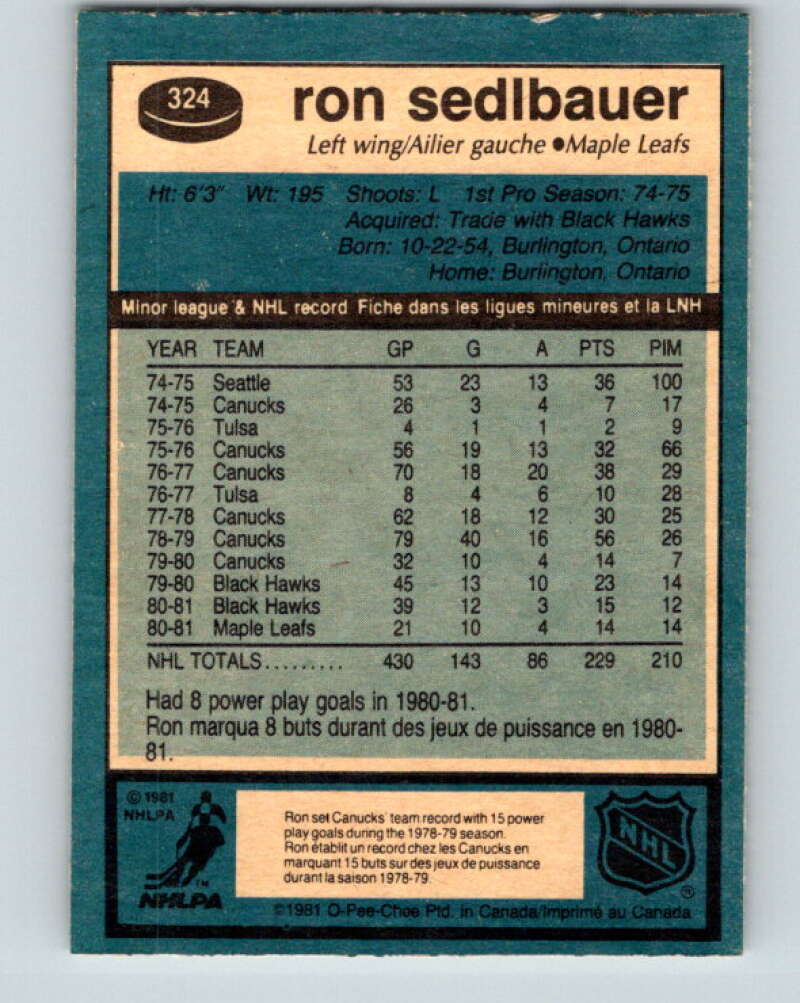 324
ron sedlbauer
Left wing/Ailier gauche ●Maple Leafs
Ht: 6'3" Wt: 195 Shoots: L 1st Pro Season: 74-75
Acquired: Trade with Black Hawks
Born: 10-22-54, Burlington, Ontario
Home: Burlington, Ontario
Minor league & NHL record Fiche dans les ligues mineures et la LNH
YEAR TEAM GP G A PTS PIM
74-75 Seattle 53 23 13 36 100
74-75 Canucks 26 3 4 7 17
75-76 Tulsa 4 1 1 2 9
75-76 Canucks 56 19 13 32 66
76-77 Canucks 70 18 20 38 29
76-77 Tulsa 8 4 6 10 28
77-78 Canucks 62 18 12 30 25
78-79 Canucks 79 40 16 56 26
79-80 Canucks 32 10 4 14 7
79-80 Black Hawks 45 13 10 23 14
80-81 Black Hawks 39 12 3 15 12
80-81 Maple Leafs 21 10 4 14 14
NHL TOTALS......... 430 143 86 229 210
Had 8 power play goals in 1980-81.
Ron marqua 8 buts durant des jeux de puissance en 1980-
81.
© 1981
NHLPA
TM
NHLPA
Ron set Canucks' team record with 15 power
play goals during the 1978-79 season.
Ron établit un record chez les Canucks en
marquant 15 buts sur des jeux de puissance
durant la saison 1978-79.
NHL
®
©1981 O-Pee-Chee Ptd. in Canada/Imprimé au Canada